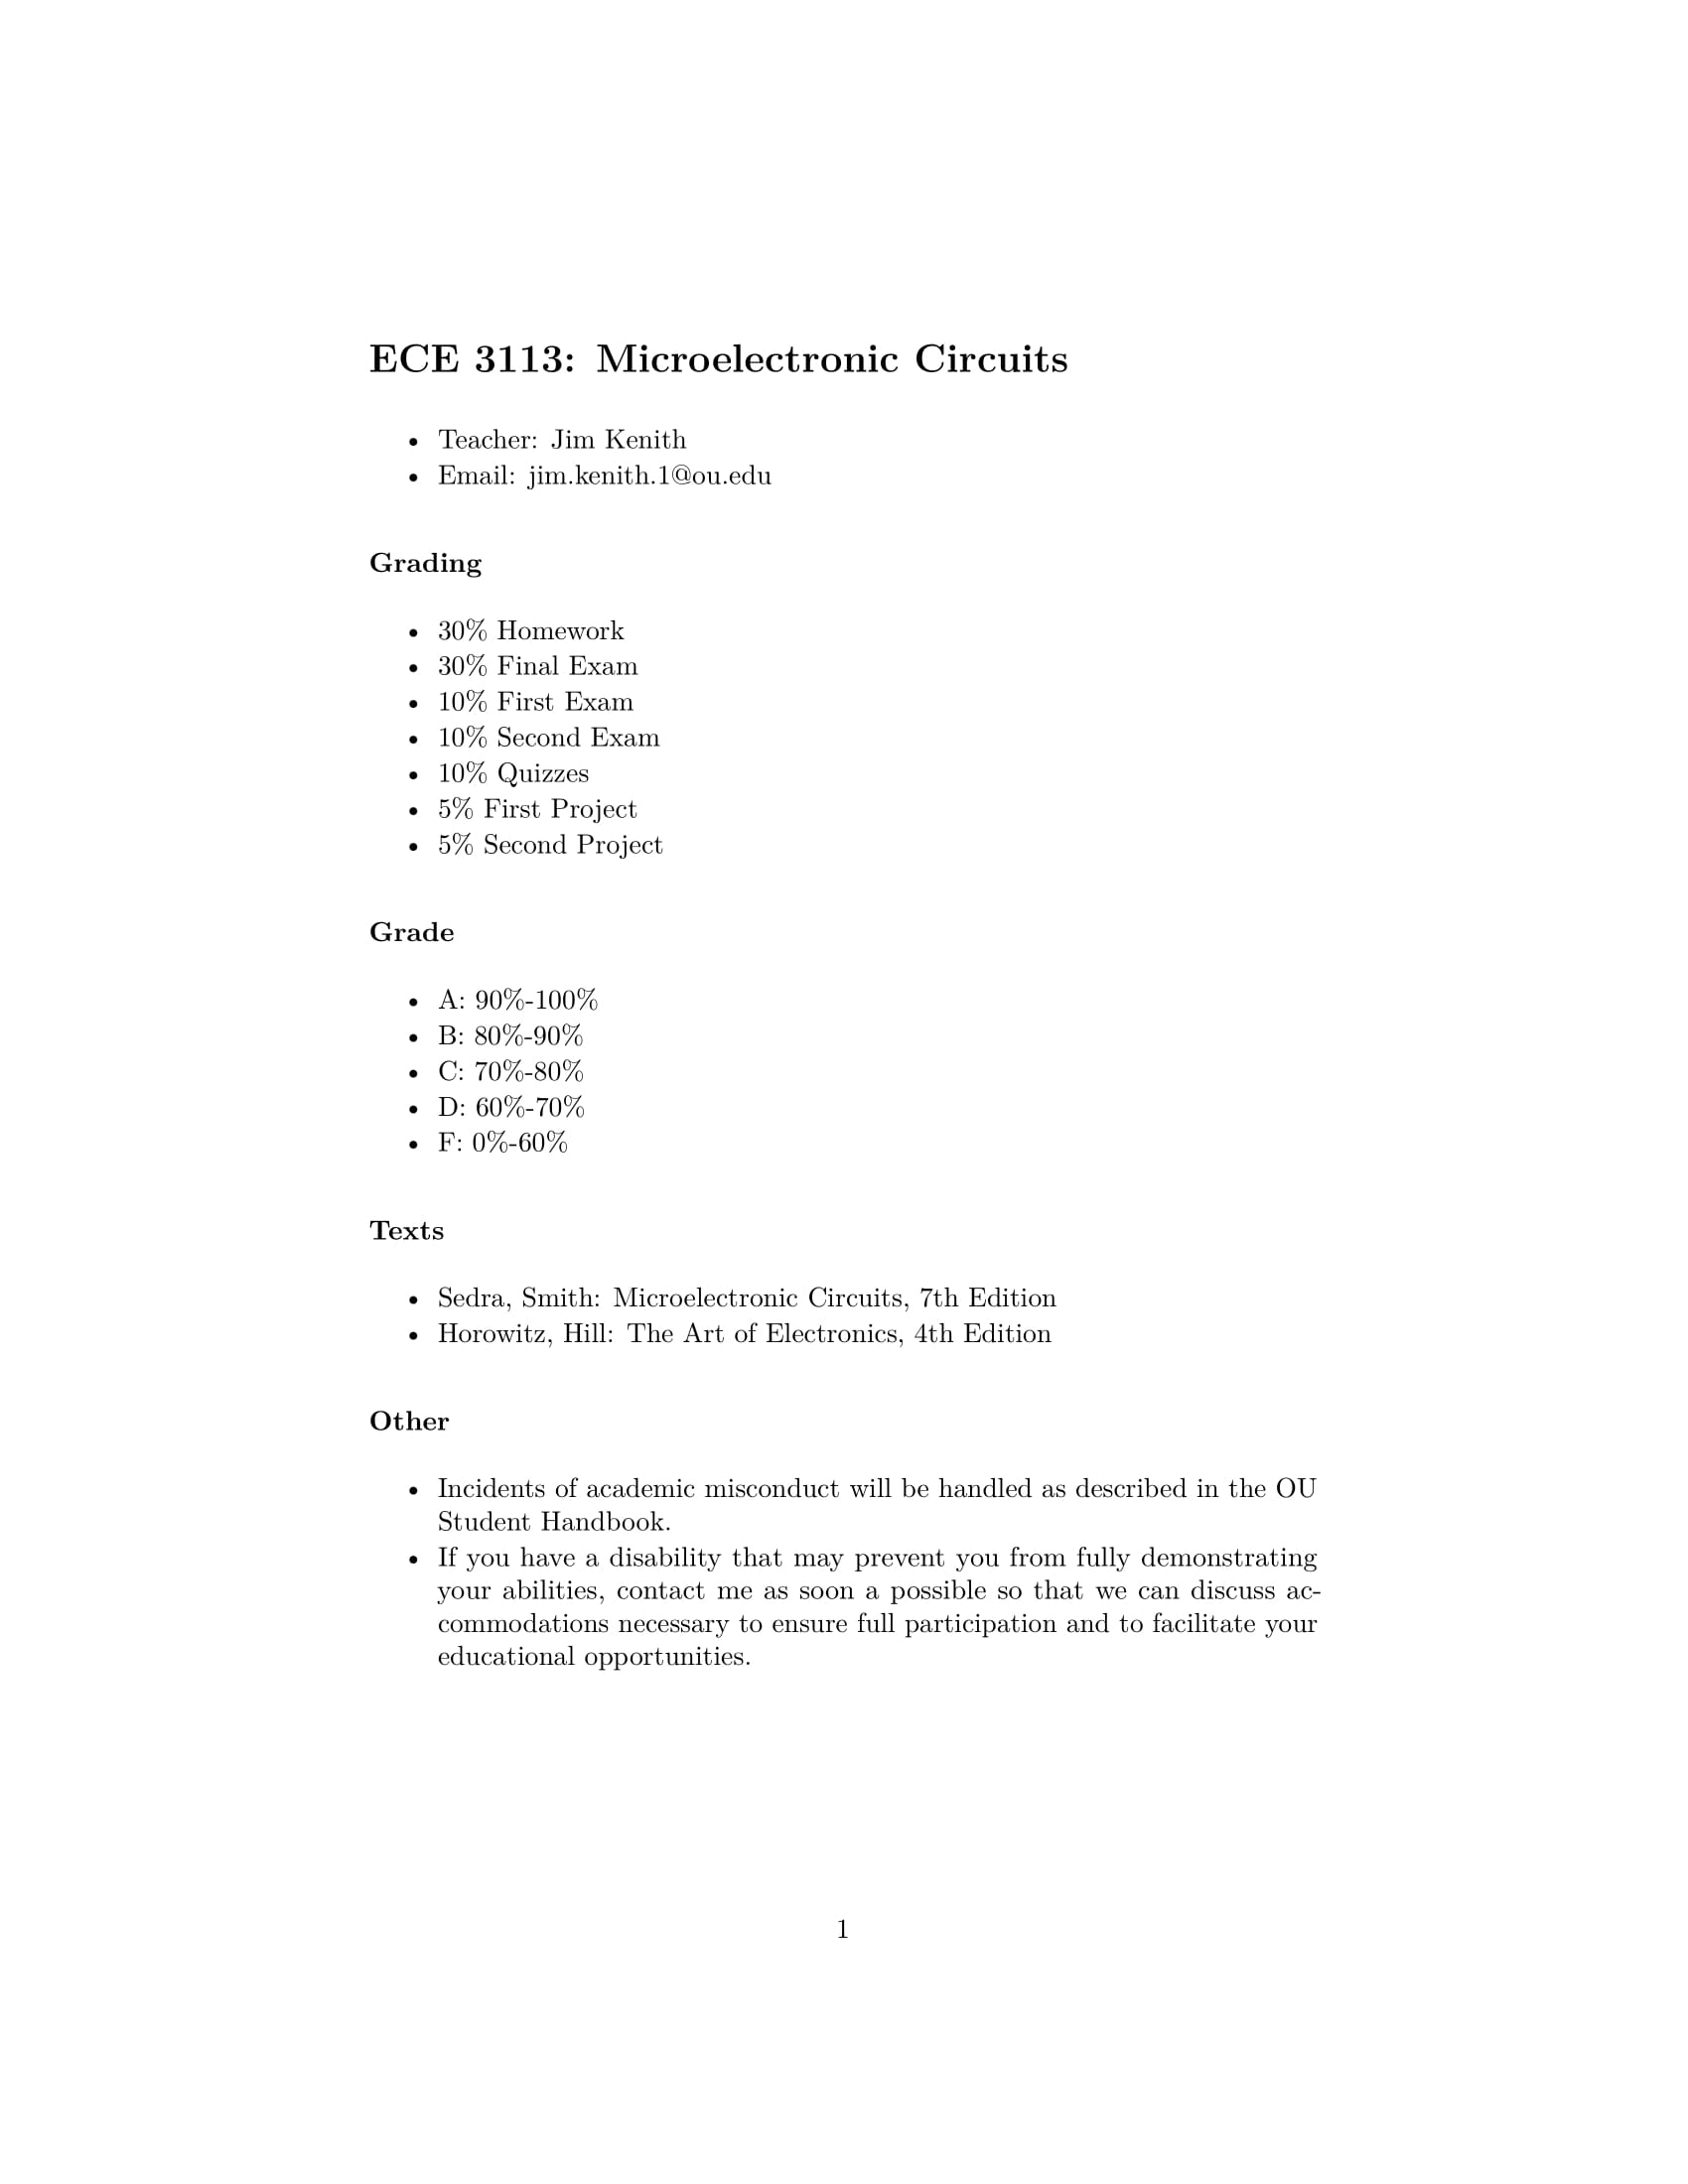 ECE 3113: Microelectronic Circuits
• Teacher: Jim Kenith
• Email: jim.kenith.1@ou.edu
Grading
• 30% Homework
• 30% Final Exam
• 10% First Exam
• 10% Second Exam
• 10% Quizzes
• 5% First Project
• 5% Second Project
Grade
• A: 90%-100%
• B: 80%-90%
• C: 70%-80%
• D: 60%-70%
• F: 0%-60%
Texts
• Sedra, Smith: Microelectronic Circuits, 7th Edition
• Horowitz, Hill: The Art of Electronics, 4th Edition
Other
• Incidents of academic misconduct will be handled as described in the OU
Student Handbook.
• If you have a disability that may prevent you from fully demonstrating
your abilities, contact me as soon a possible so that we can discuss ac-
commodations necessary to ensure full participation and to facilitate your
educational opportunities.
1